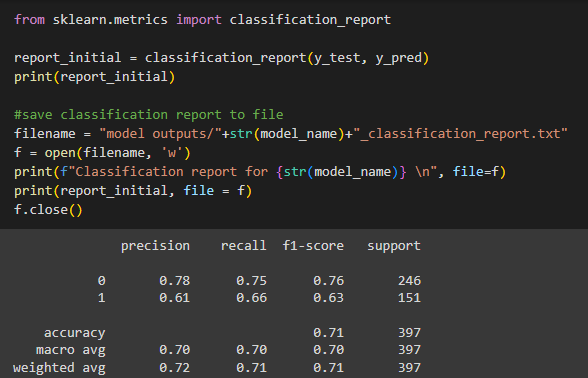 from sklearn.metrics import classification_report
report_initial = classification_report(y_test, y_pred)
print(report_initial)
#save classification report to file
filename = "model outputs/"+str(model_name)+"_classification_report.txt"
f = open(filename, 'w')
print(f"Classification report for {str(model_name)} \n", file=f)
print(report_initial, file = f)
f.close()
precision recall f1-score support
0 0.78 0.75 0.76 246
1 0.61 0.66 0.63 151
accuracy 0.71 397
macro avg 0.70 0.70 0.70 397
weighted avg 0.72 0.71 0.71 397